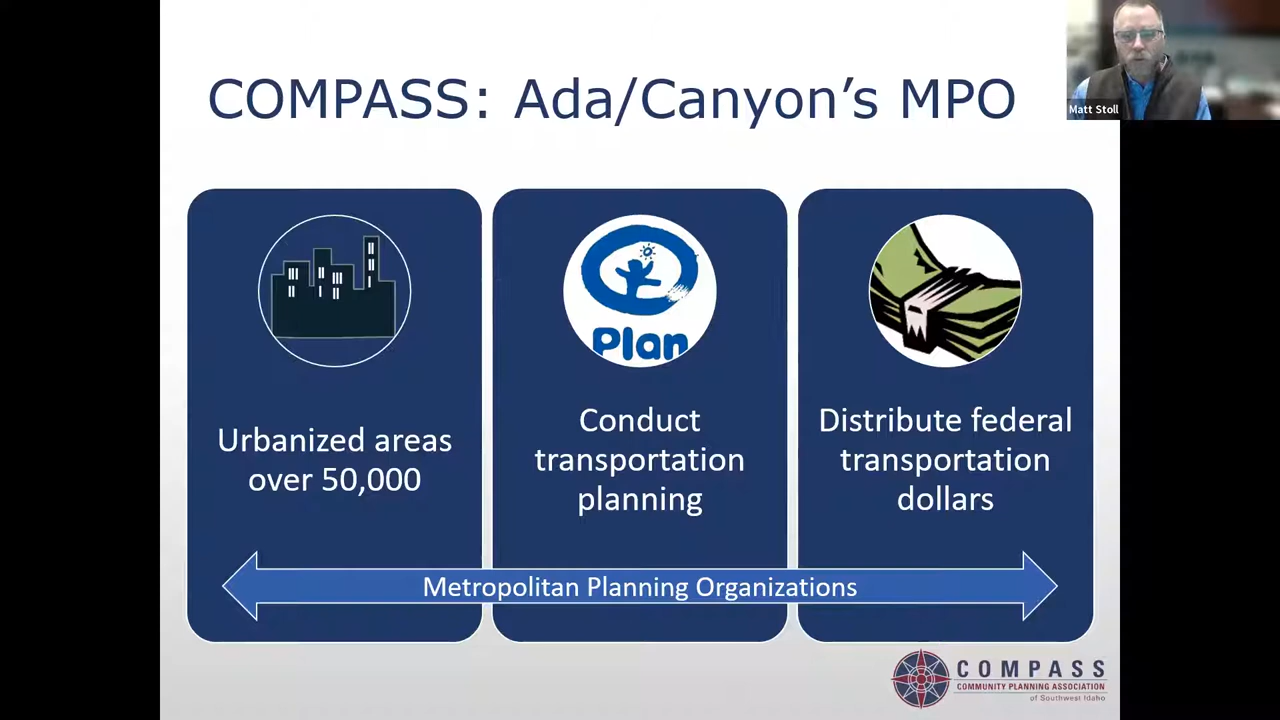 COMPASS: Ada/Canyon's MPO
Matt Stoll
Plan
Urbanized areas
over 50,000
Conduct
transportation
planning
Distribute federal
transportation
dollars
Metropolitan Planning Organizations
COMPASS
COMMUNITY PLANNING ASSOCIATION
of Southwest Idaho